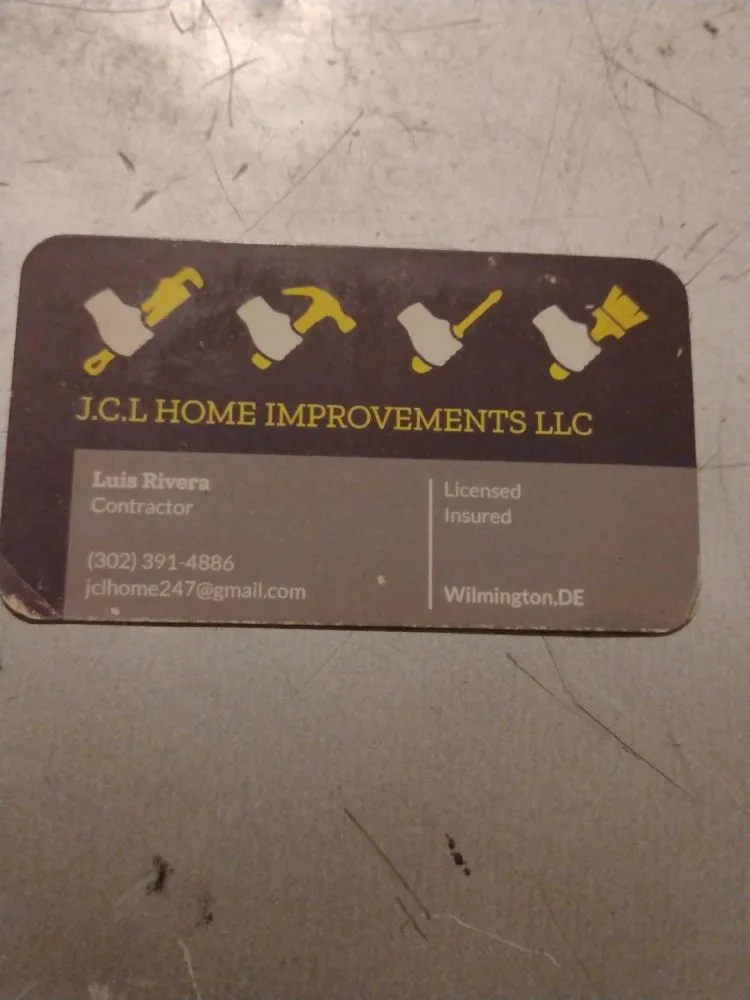 J.C.L HOME IMPROVEMENTS LLC
Luis Rivera
Contractor
(302) 391-4886
jclhome247@gmail.com
Licensed
Insured
Wilmington,DE